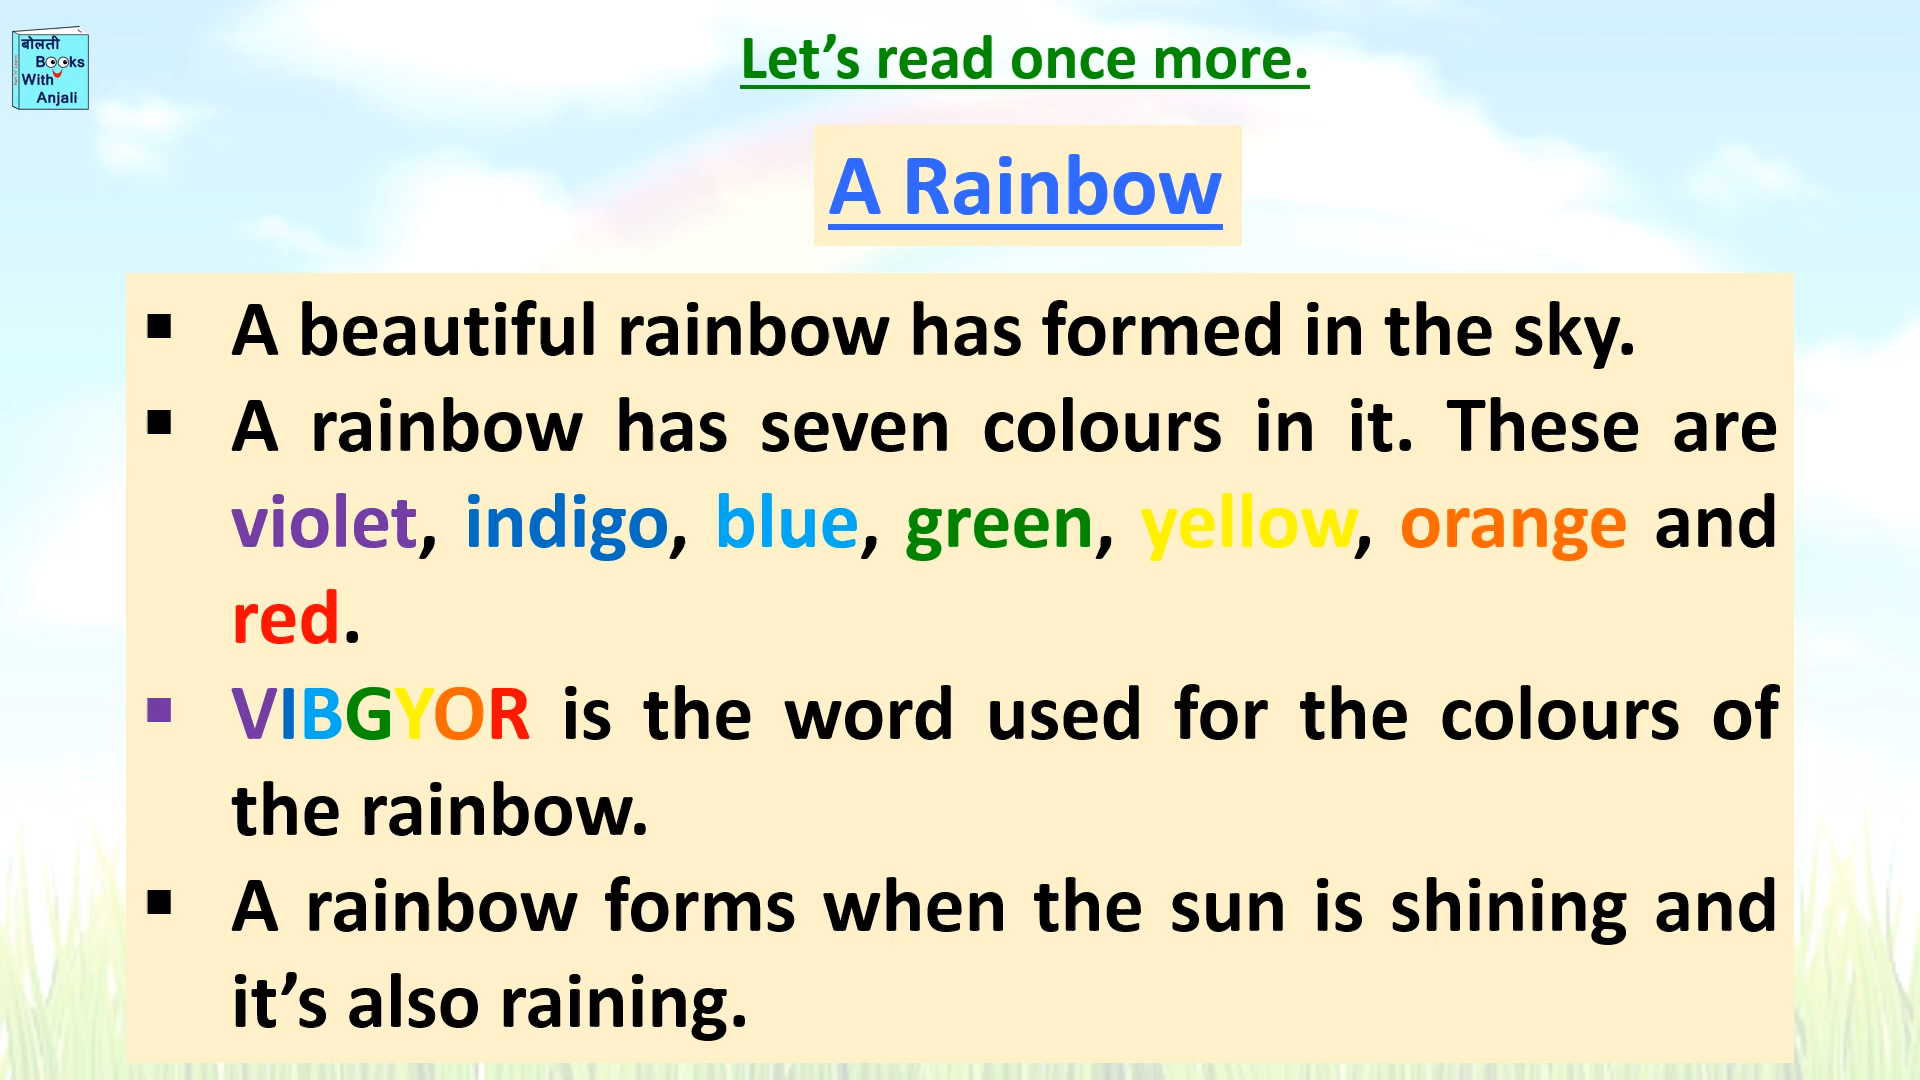 बोलती
Books
With
Anjali
Let’s read once more.
A Rainbow
▪ A beautiful rainbow has formed in the sky.
▪ A rainbow has seven colours in it. These are
violet, indigo, blue, green, yellow, orange and
red.
▪ VIBGYOR is the word used for the colours of
the rainbow.
▪ A rainbow forms when the sun is shining and
it’s also raining.